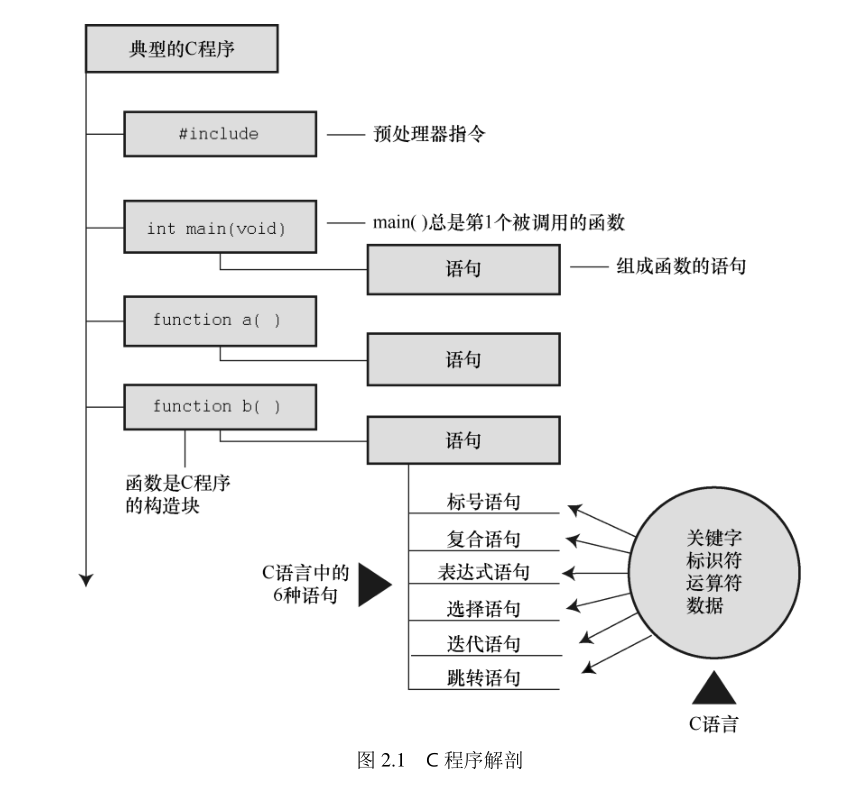 典型的C程序
#include
预处理器指令
int main(void)
main( )总是第1个被调用的函数
语句
组成函数的语句
function a( )
语句
function b( )
语句
函数是C程序
的构造块
标号语句
复合语句
表达式语句
选择语句
迭代语句
跳转语句
C语言中的
6种语句
关键字
标识符
运算符
数据
C语言
图 2.1 C 程序解剖